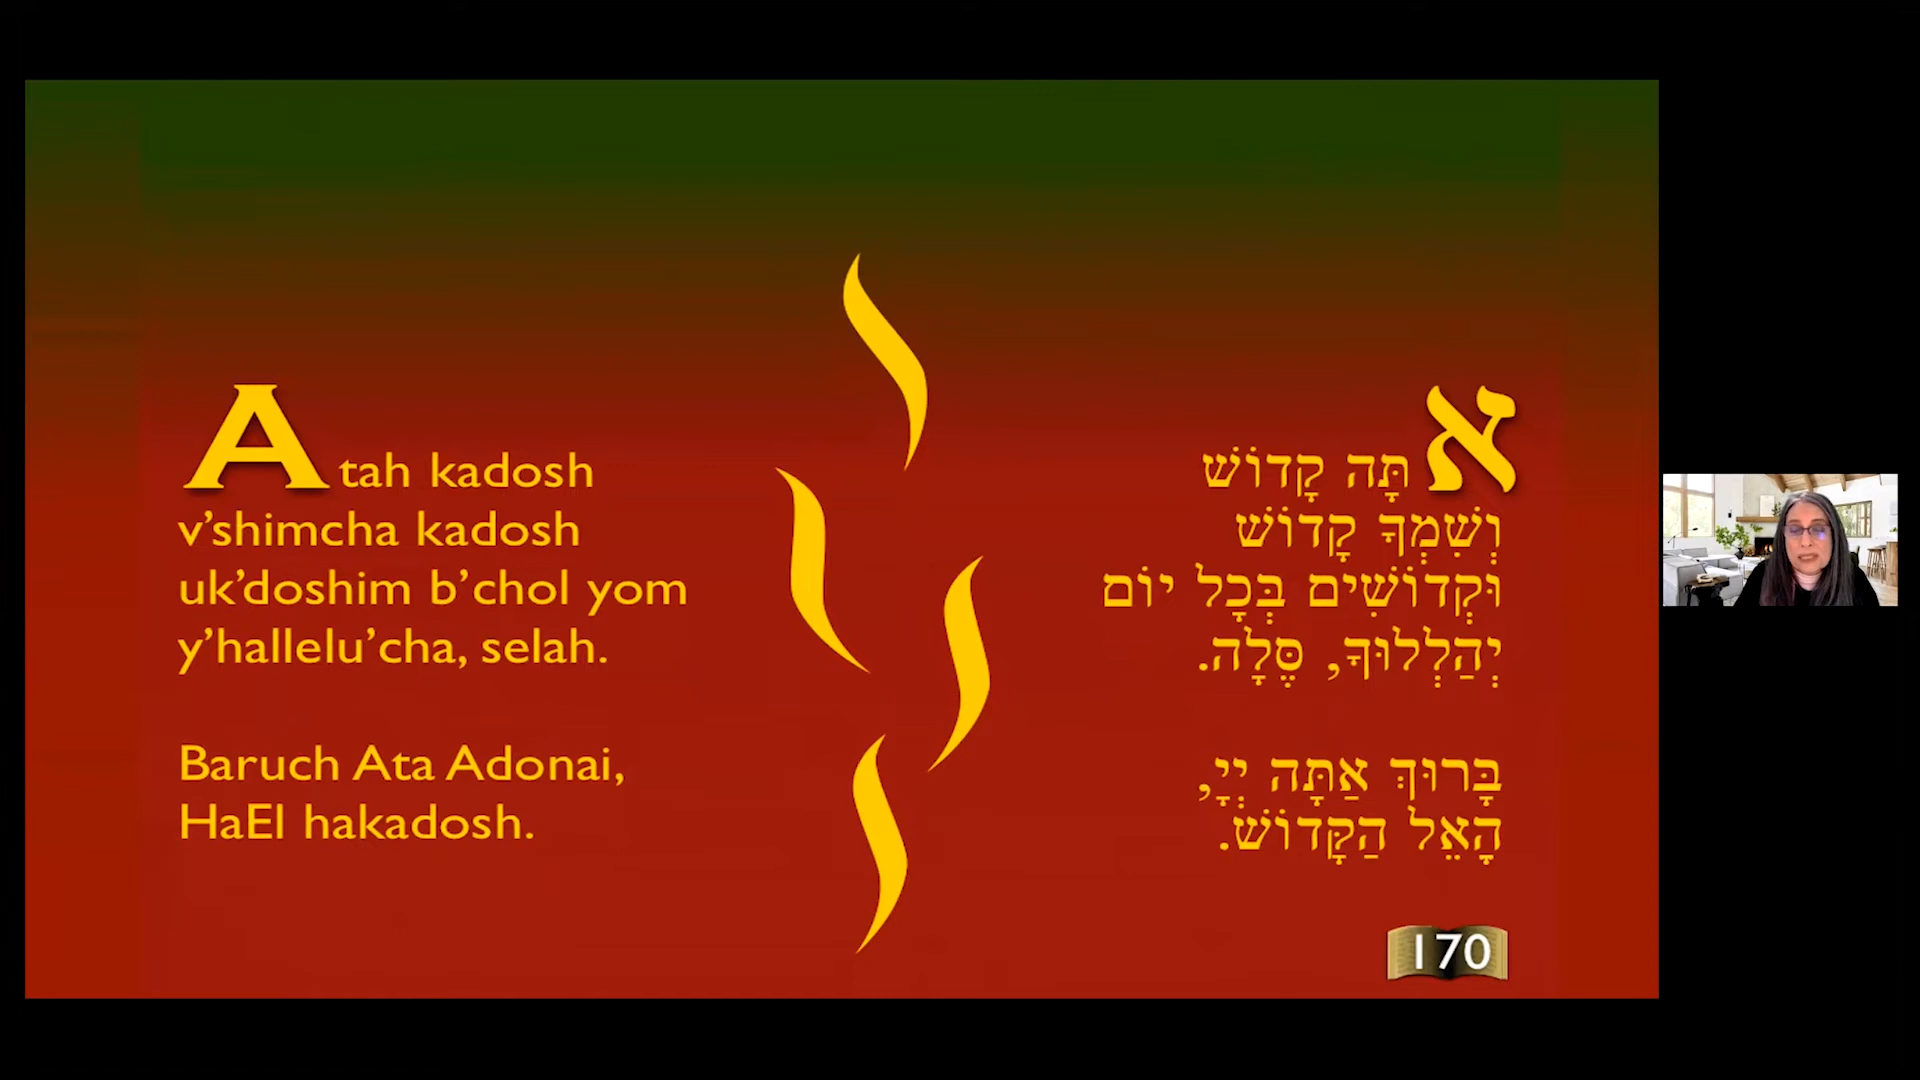 Atah kadosh
v’shimcha kadosh
uk’doshim b’chol yom
y’hallelu’cha, selah.
Baruch Ata Adonai,
HaEl hakadosh.
אַתָּה קָדוֹשׁ
וְשִׁמְךָ קָדוֹשׁ
וּקְדוֹשִׁים בְּכָל יוֹם
יְהַלְלוּךָ, סֶּלָה.
בָּרוּךְ אַתָּה יְיָ,
הָאֵל הַקָּדוֹשׁ.
170